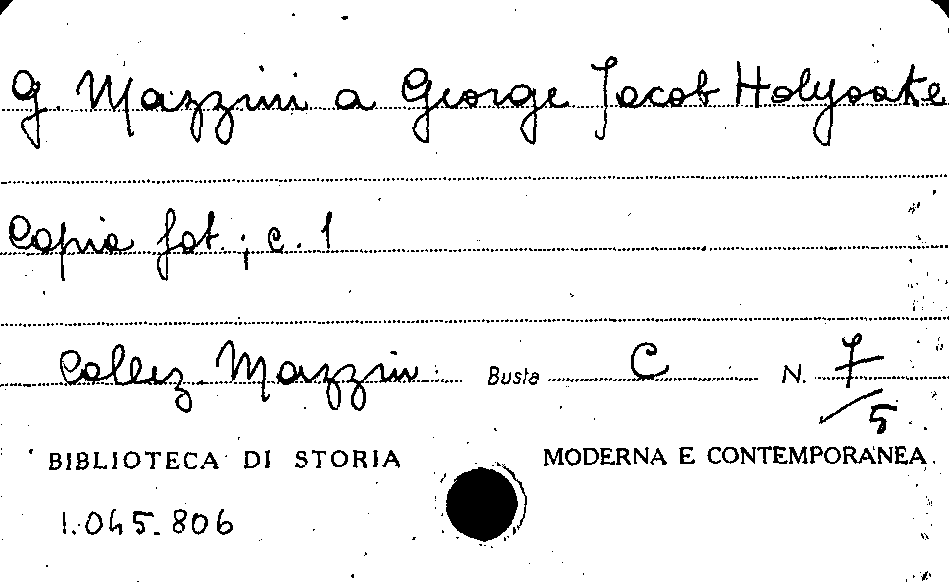 G. Mazzini a George Jacob Holyoake
Copia fot.; c. 1
Collez. Mazzini Busta C N. 7/5
BIBLIOTECA DI STORIA MODERNA E CONTEMPORANEA
1.045.806